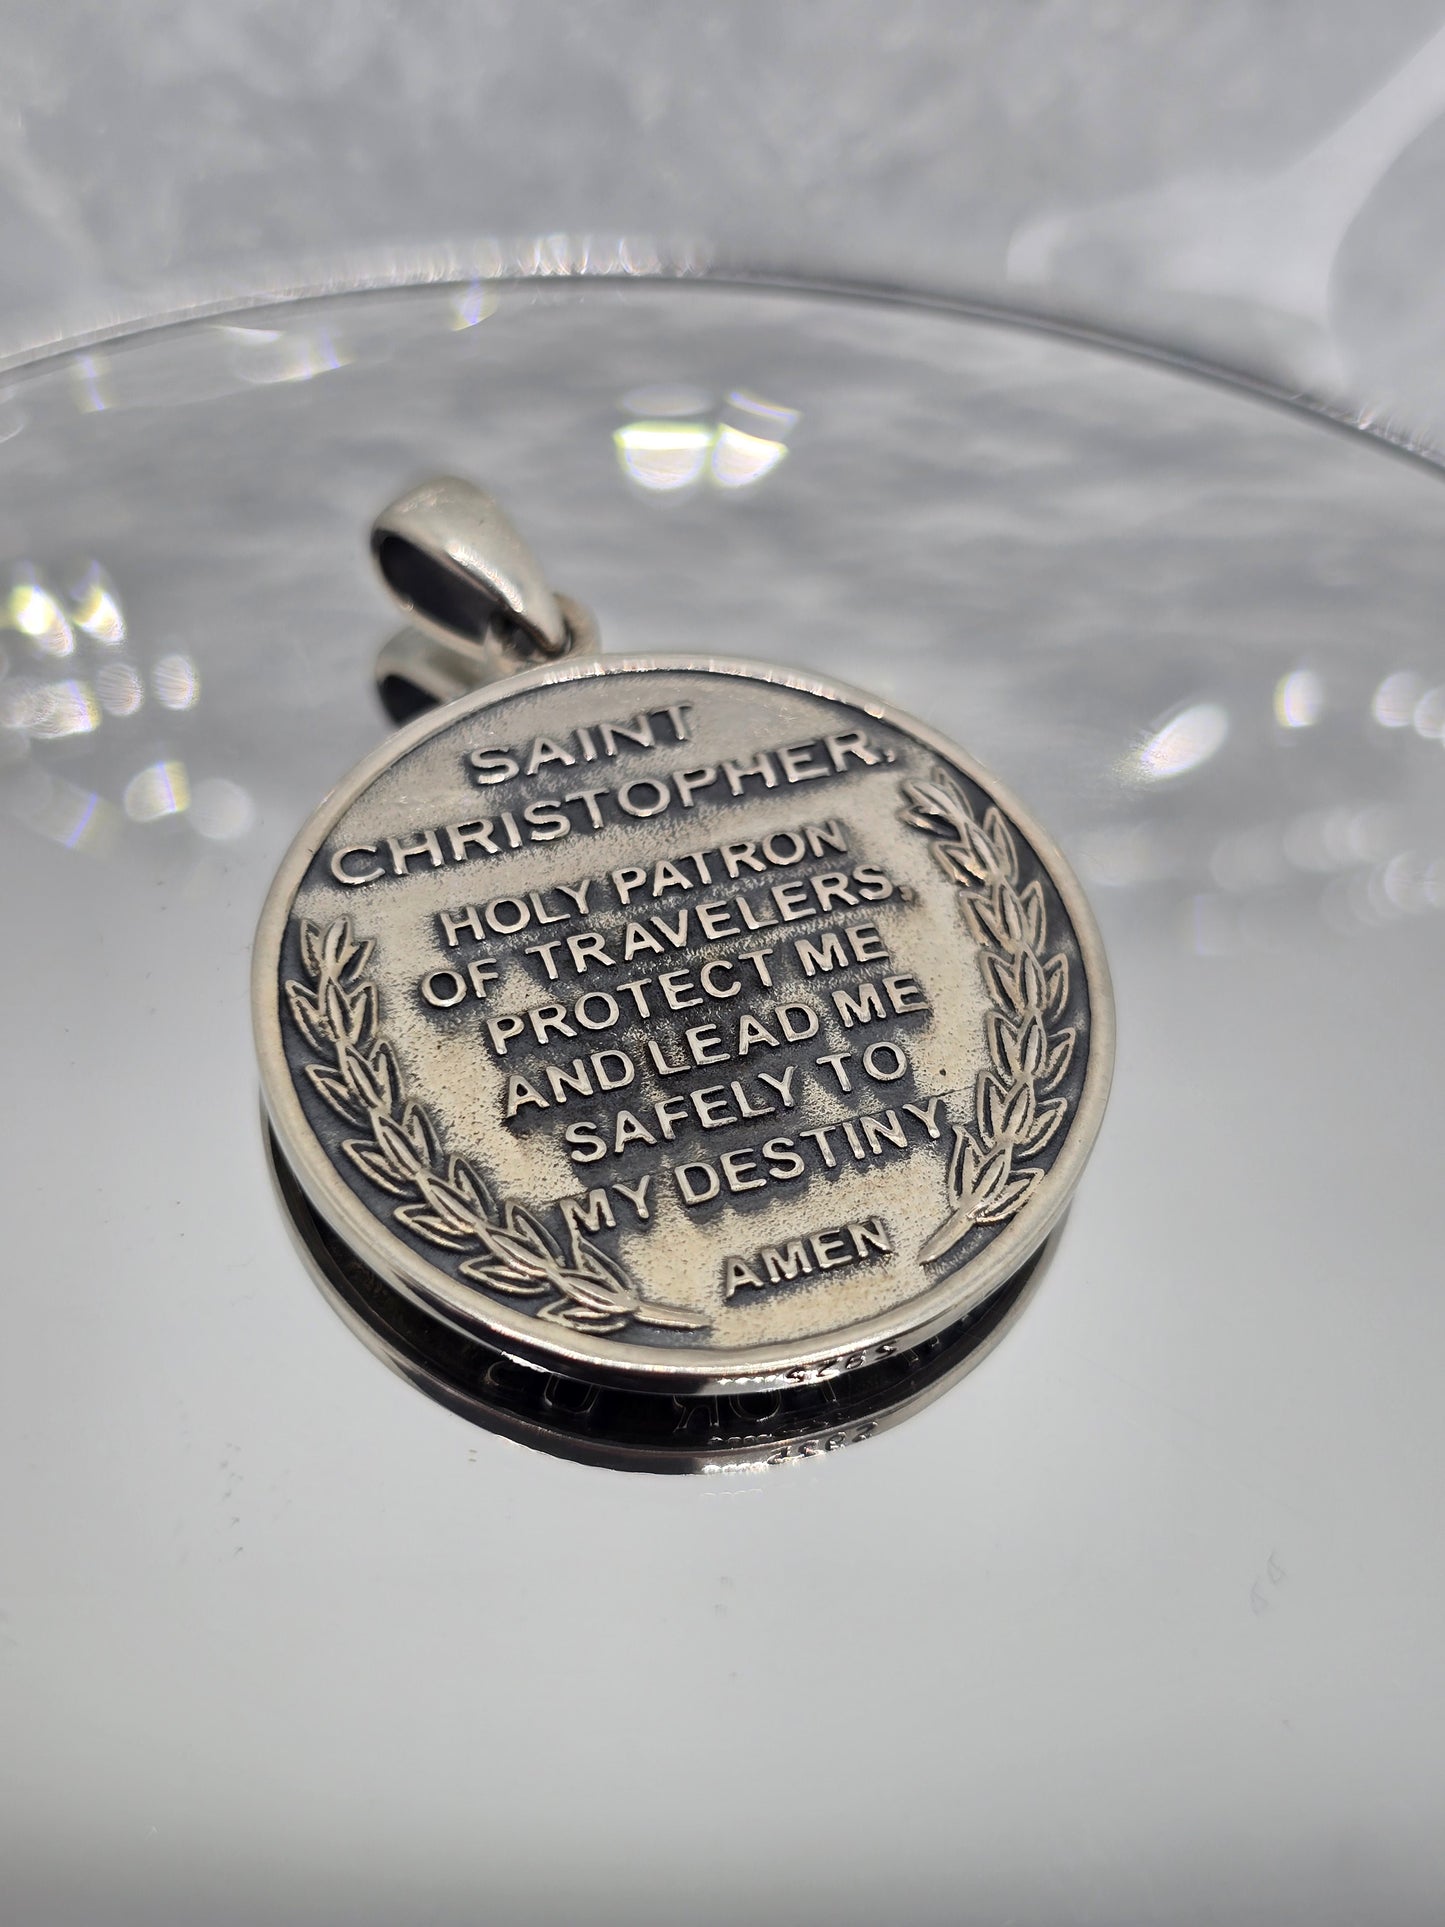 SAINT
CHRISTOPHER,
HOLY PATRON
OF TRAVELERS,
PROTECT ME
AND LEAD ME
SAFELY TO
MY DESTINY
AMEN